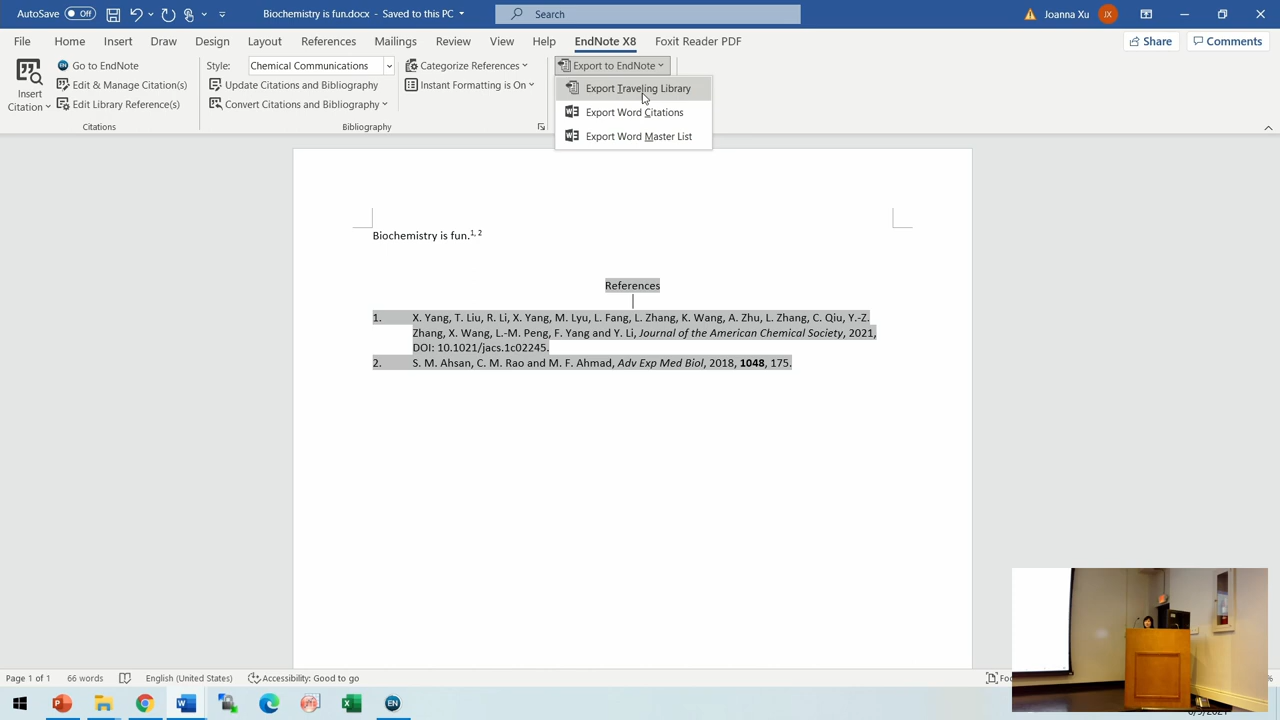 AutoSave Off Biochemistry is fun.docx - Saved to this PC Search Joanna Xu JX
File Home Insert Draw Design Layout References Mailings Review View Help EndNote X8 Foxit Reader PDF Share Comments
Insert Citation
Go to EndNote
Edit & Manage Citation(s)
Edit Library Reference(s)
Citations
Style: Chemical Communications
Update Citations and Bibliography
Convert Citations and Bibliography
Categorize References
Instant Formatting is On
Bibliography
Export to EndNote
Export Traveling Library
Export Word Citations
Export Word Master List
Biochemistry is fun.1, 2
References
1. X. Yang, T. Liu, R. Li, X. Yang, M. Lyu, L. Fang, L. Zhang, K. Wang, A. Zhu, L. Zhang, C. Qiu, Y.-Z.
Zhang, X. Wang, L.-M. Peng, F. Yang and Y. Li, Journal of the American Chemical Society, 2021,
DOI: 10.1021/jacs.1c02245.
2. S. M. Ahsan, C. M. Rao and M. F. Ahmad, Adv Exp Med Biol, 2018, 1048, 175.
Page 1 of 1 66 words English (United States) Accessibility: Good to go